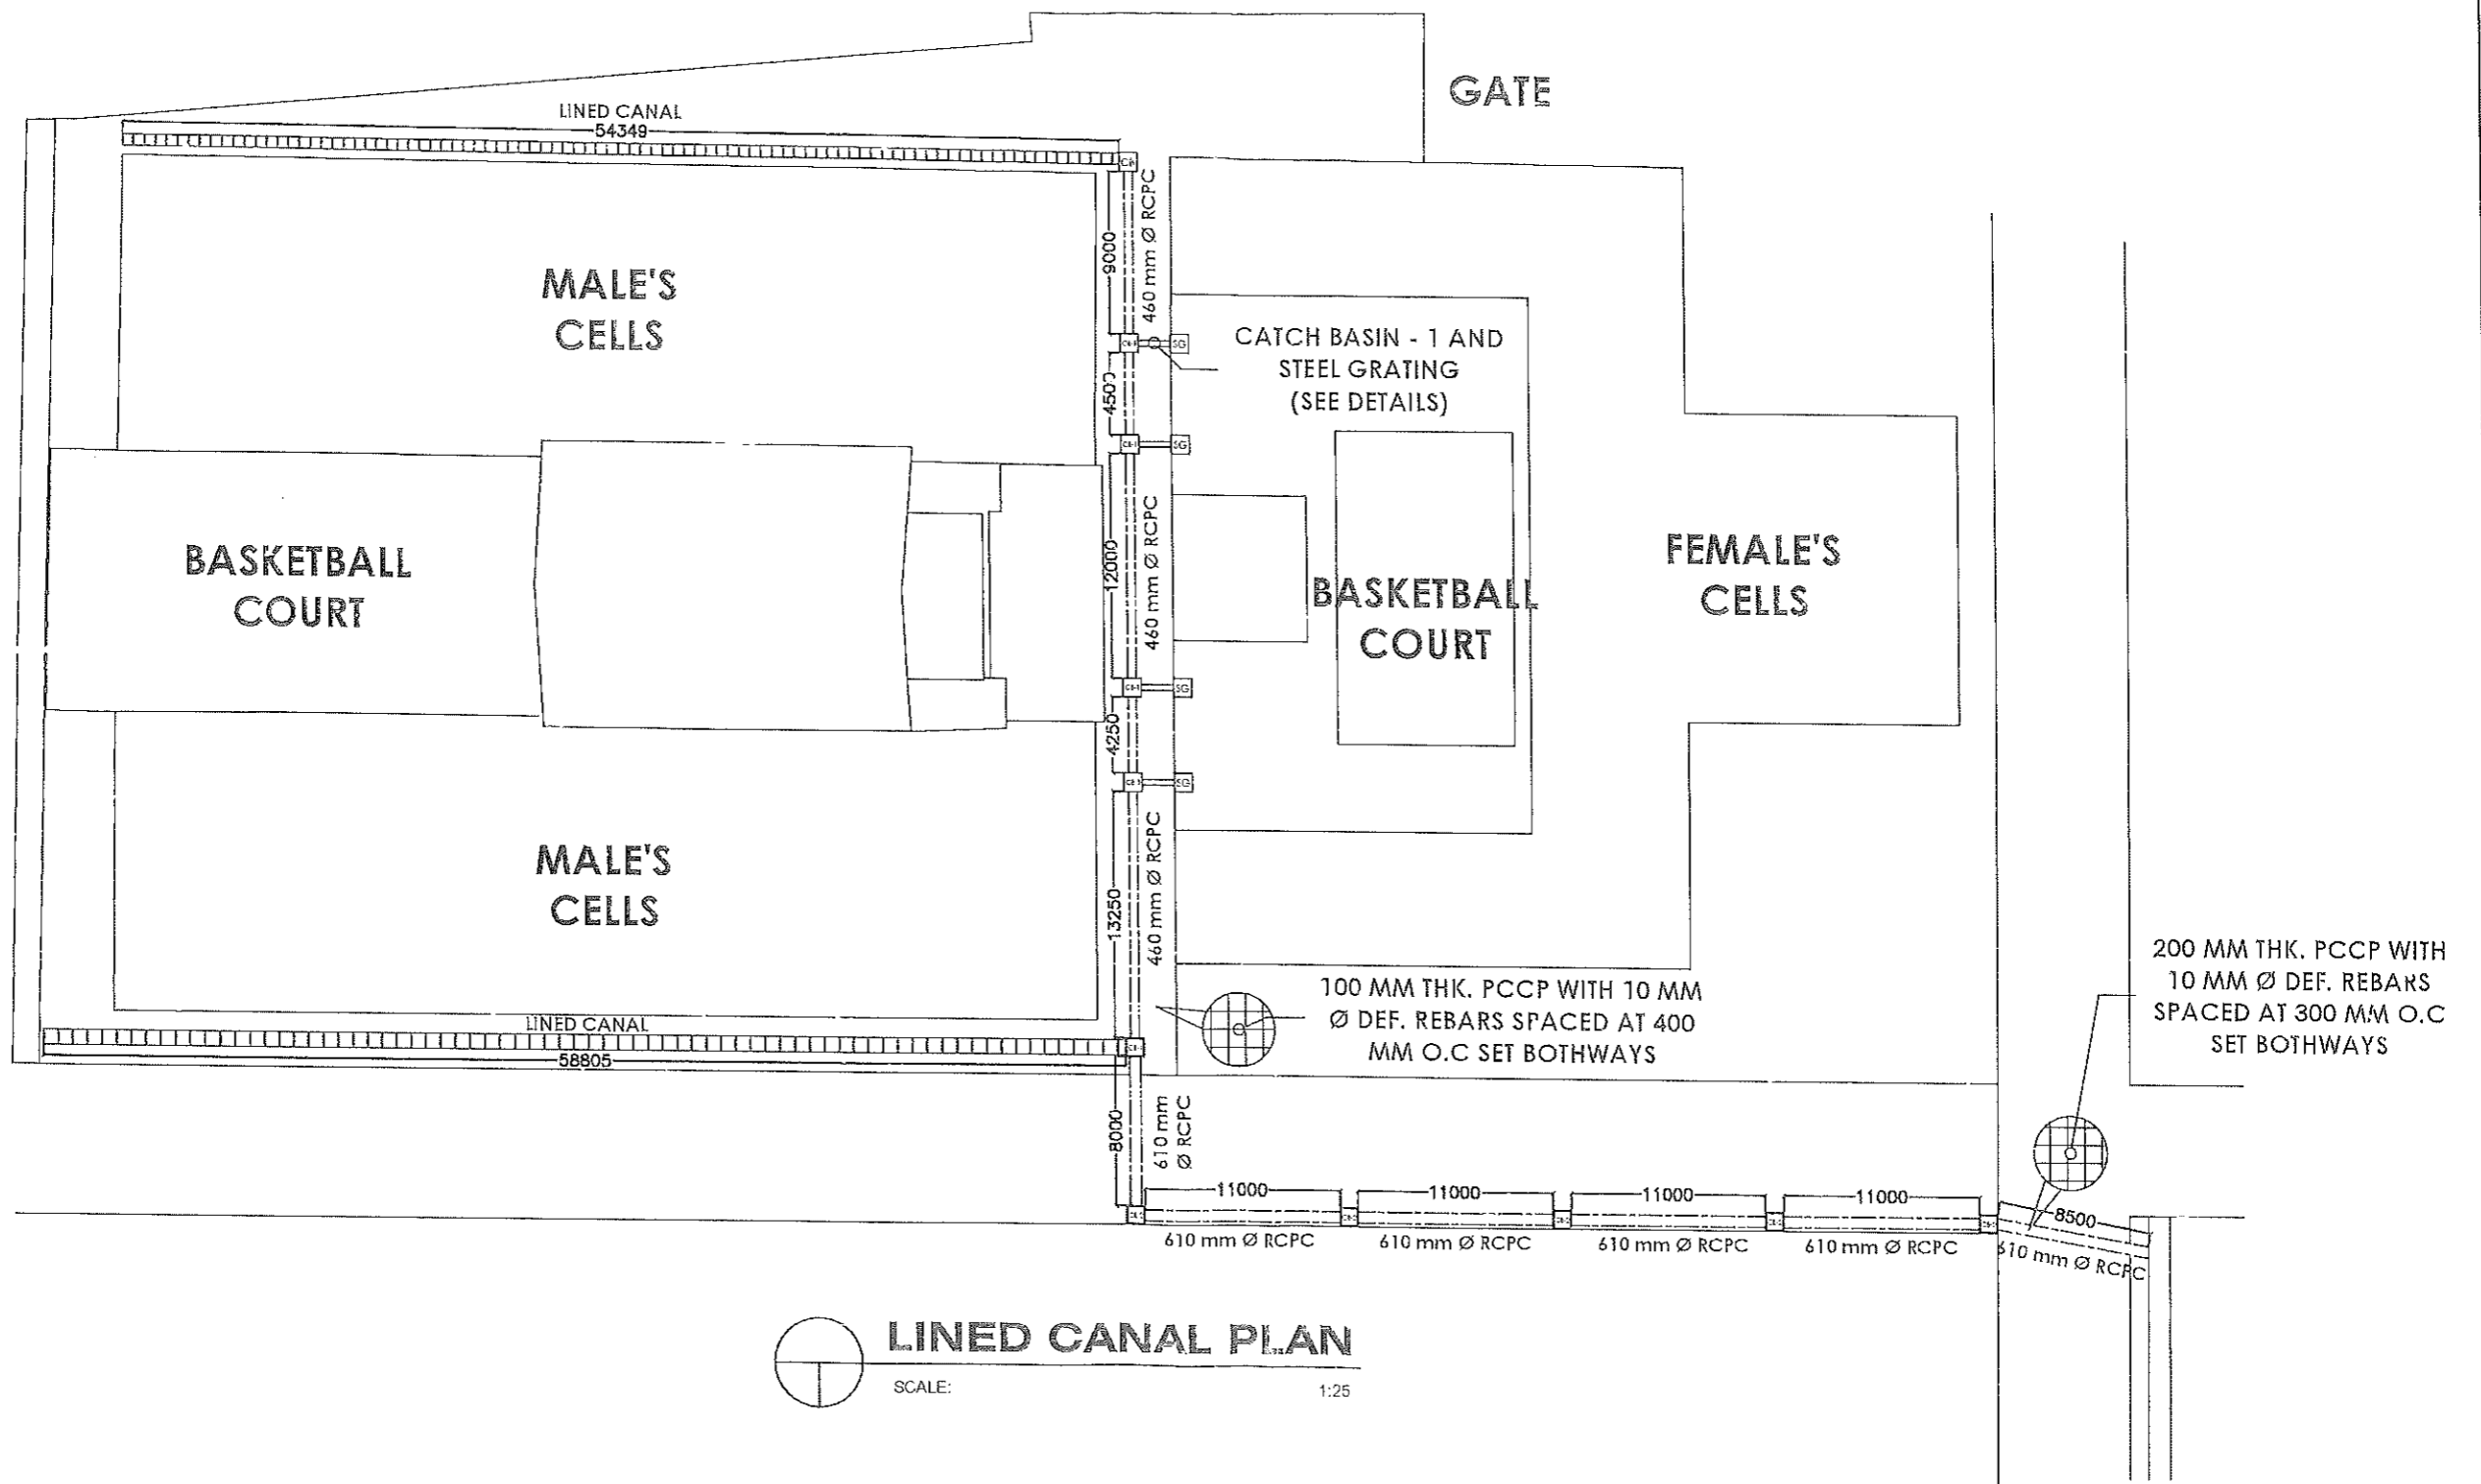 GATE
LINED CANAL
54349
460 mm Ø RCPC
9000
MALE'S
CELLS
SG
CATCH BASIN - 1 AND
STEEL GRATING
(SEE DETAILS)
4500
SG
BASKETBALL
COURT
12000
460 mm Ø RCPC
BASKETBALL
COURT
FEMALE'S
CELLS
SG
4250
SG
MALE'S
CELLS
13250
460 mm Ø RCPC
100 MM THK. PCCP WITH 10 MM
Ø DEF. REBARS SPACED AT 400
MM O.C SET BOTHWAYS
200 MM THK. PCCP WITH
10 MM Ø DEF. REBARS
SPACED AT 300 MM O.C
SET BOTHWAYS
LINED CANAL
58805
8000
610 mm
Ø RCPC
11000
11000
11000
11000
8500
610 mm Ø RCPC
610 mm Ø RCPC
610 mm Ø RCPC
610 mm Ø RCPC
610 mm Ø RCPC
LINED CANAL PLAN
SCALE:
1:25